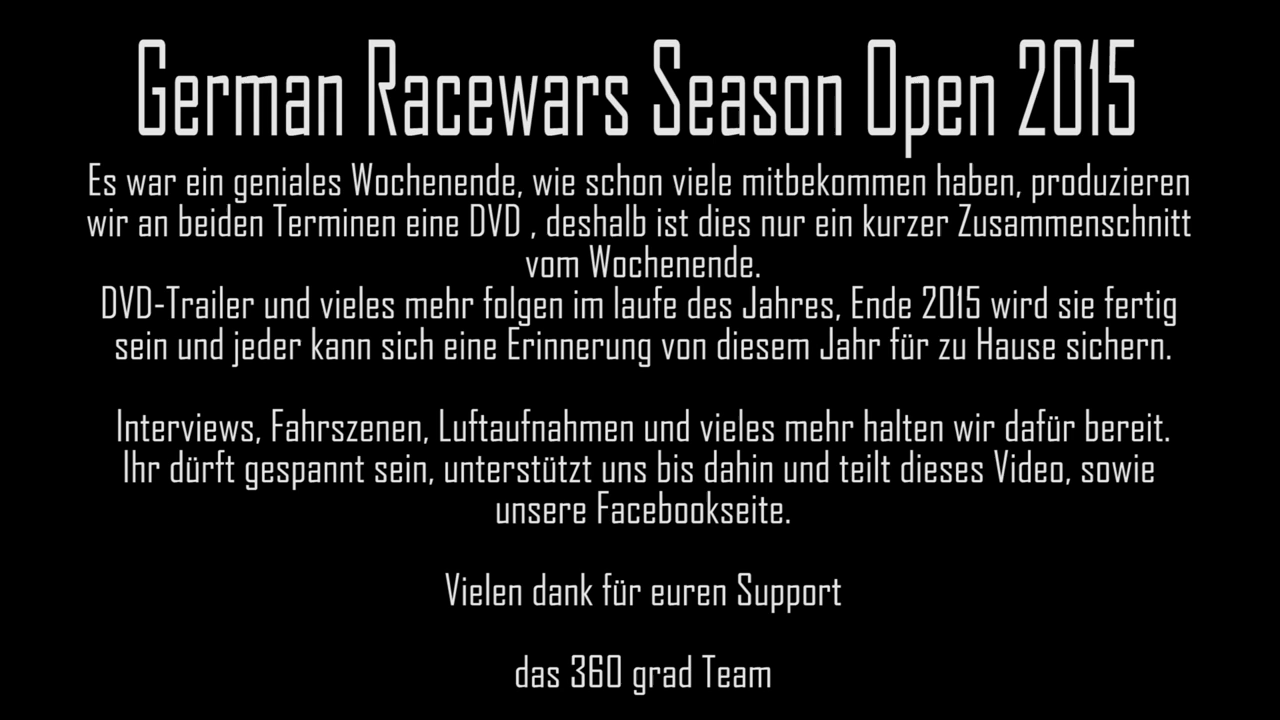 German Racewars Season Open 2015
Es war ein geniales Wochenende, wie schon viele mitbekommen haben, produzieren
wir an beiden Terminen eine DVD , deshalb ist dies nur ein kurzer Zusammenschnitt
vom Wochenende.
DVD-Trailer und vieles mehr folgen im laufe des Jahres, Ende 2015 wird sie fertig
sein und jeder kann sich eine Erinnerung von diesem Jahr für zu Hause sichern.
Interviews, Fahrszenen, Luftaufnahmen und vieles mehr halten wir dafür bereit.
Ihr dürft gespannt sein, unterstützt uns bis dahin und teilt dieses Video, sowie
unsere Facebookseite.
Vielen dank für euren Support
das 360 grad Team